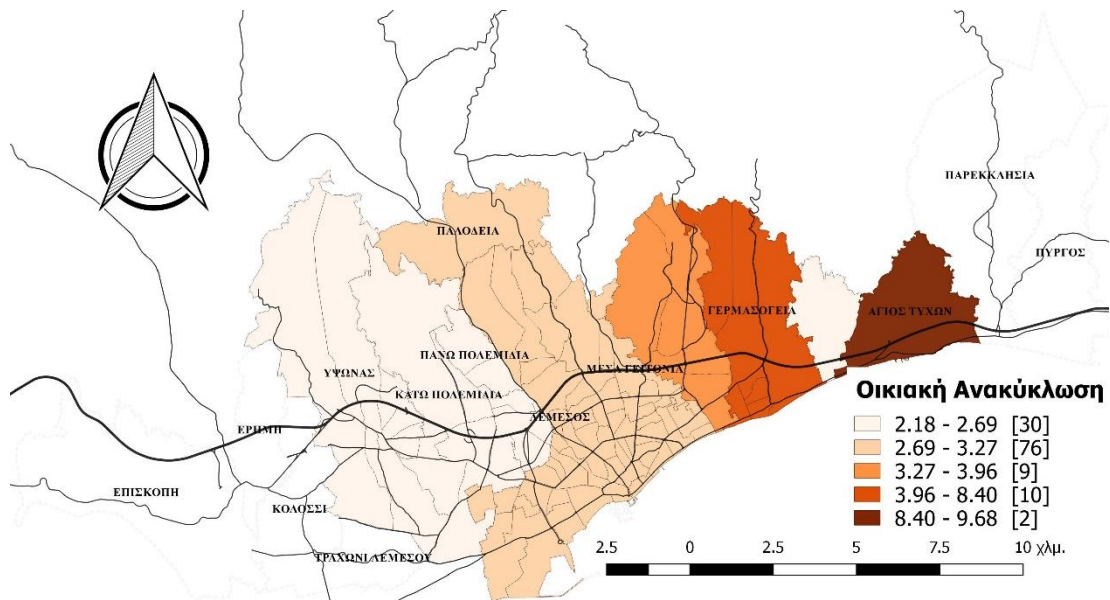 ΠΑΡΕΚΚΛΗΣΙΑ
ΠΑΛΟΔΕΙΑ
ΠΥΡΓΟΣ
ΓΕΡΜΑΣΟΓΕΙΑ
ΑΓΙΟΣ ΤΥΧΩΝ
ΠΑΝΩ ΠΟΛΕΜΙΔΙΑ
ΜΕΣΑ ΓΕΙΤΟΝΙΑ
ΥΨΩΝΑΣ
ΚΑΤΩ ΠΟΛΕΜΙΔΙΑ
ΛΕΜΕΣΟΣ
ΕΡΗΜΗ
ΕΠΙΣΚΟΠΗ
ΚΟΛΟΣΣΙ
ΤΡΑΧΩΝΙ ΛΕΜΕΣΟΥ
Οικιακή Ανακύκλωση
2.18 - 2.69 [30]
2.69 - 3.27 [76]
3.27 - 3.96 [9]
3.96 - 8.40 [10]
8.40 - 9.68 [2]
2.5 0 2.5 5 7.5 10 χλμ.